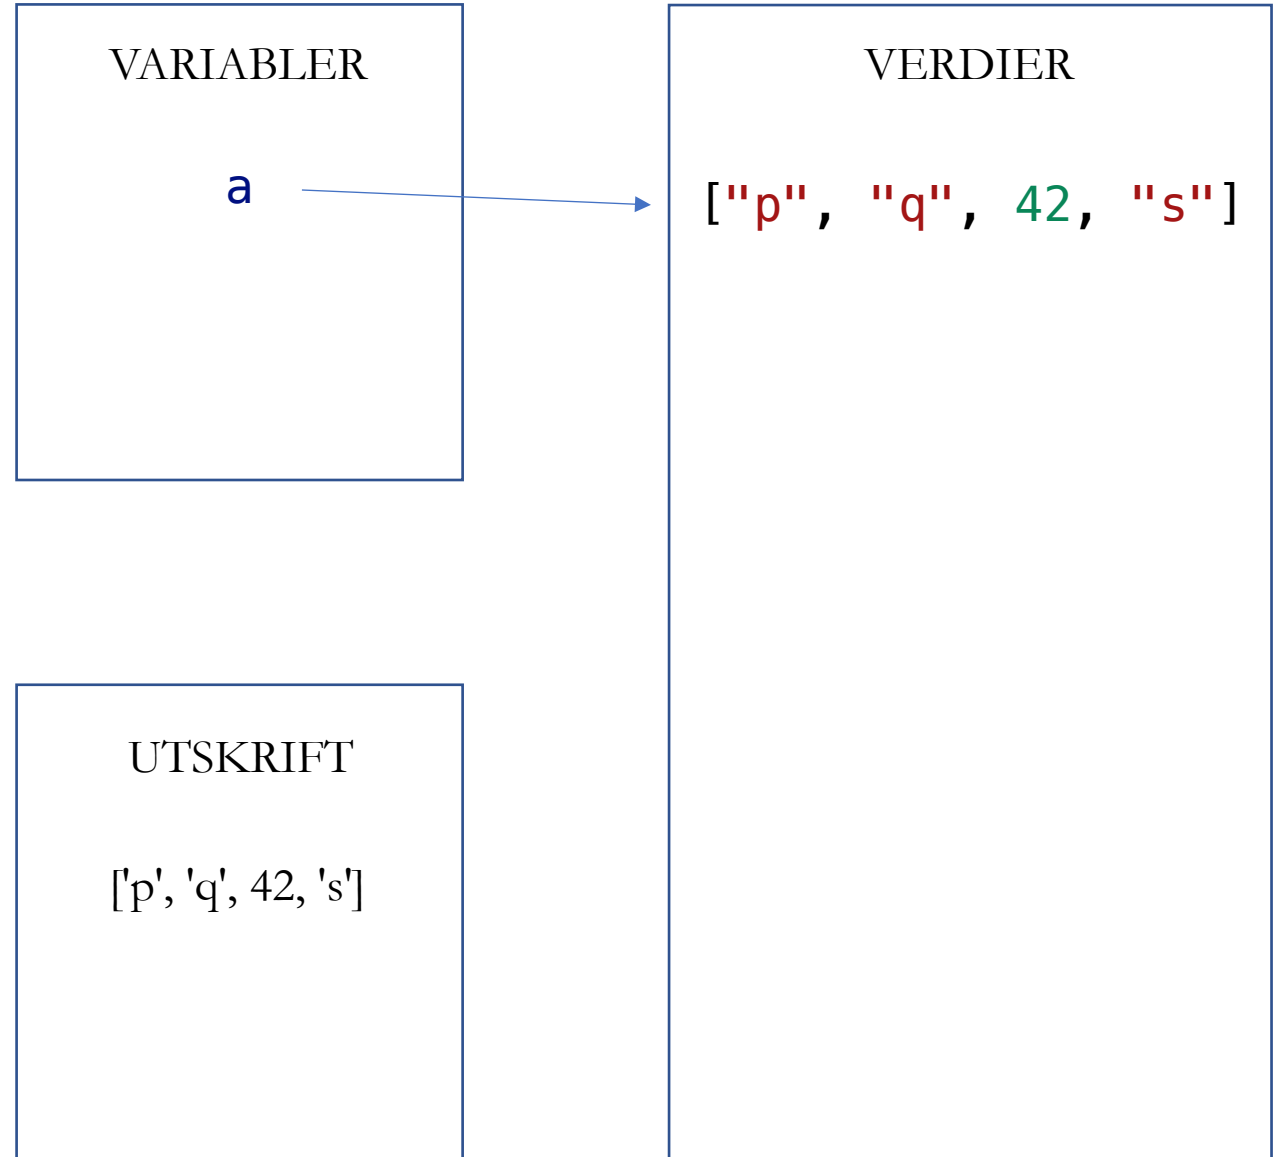 VARIABLER
a
VERDIER
["p", "q", 42, "s"]
UTSKRIFT
['p', 'q', 42, 's']